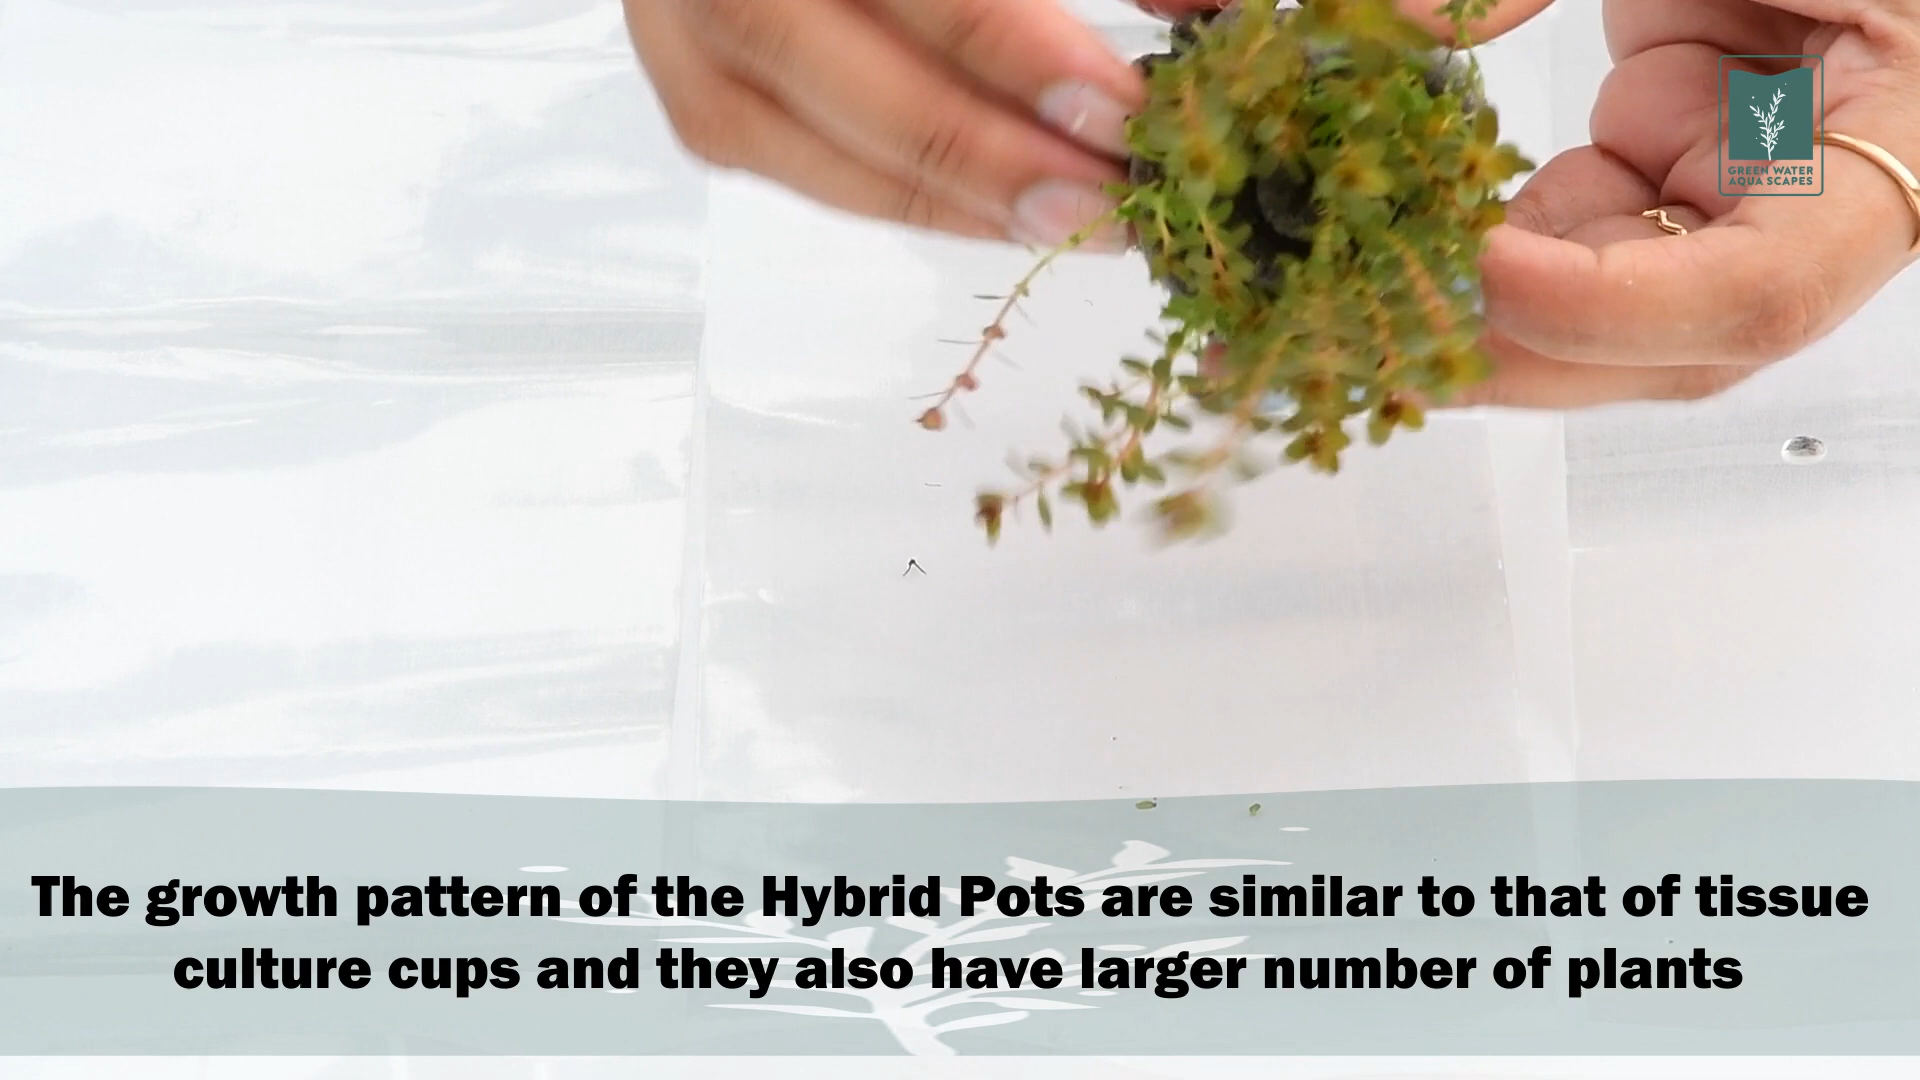 GREEN WATER
AQUA SCAPES
The growth pattern of the Hybrid Pots are similar to that of tissue
culture cups and they also have larger number of plants